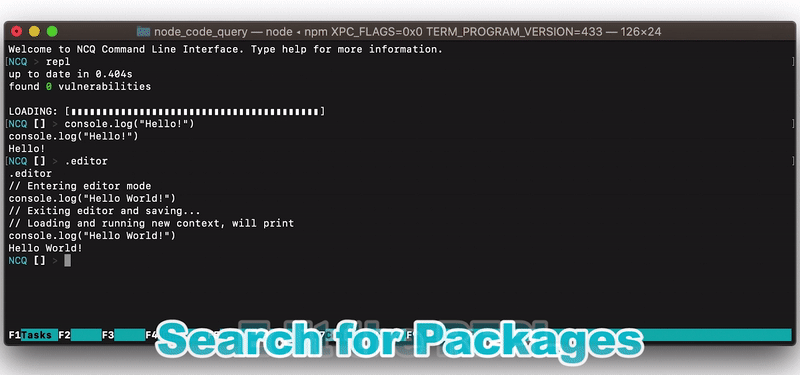 node_code_query — node ◂ npm XPC_FLAGS=0x0 TERM_PROGRAM_VERSION=433 — 126×24
Welcome to NCQ Command Line Interface. Type help for more information.
[NCQ > repl ]
up to date in 0.404s
found 0 vulnerabilities
LOADING: [▮▮▮▮▮▮▮▮▮▮▮▮▮▮▮▮▮▮▮▮▮▮▮▮▮▮▮▮▮▮▮▮▮▮▮▮▮▮▮▮]
[NCQ [] > console.log("Hello!") ]
console.log("Hello!")
Hello!
[NCQ [] > .editor ]
.editor
// Entering editor mode
console.log("Hello World!")
// Exiting editor and saving...
// Loading and running new context, will print
console.log("Hello World!")
Hello World!
NCQ [] >
F1Tasks F2 F3 F4
Search for Packages